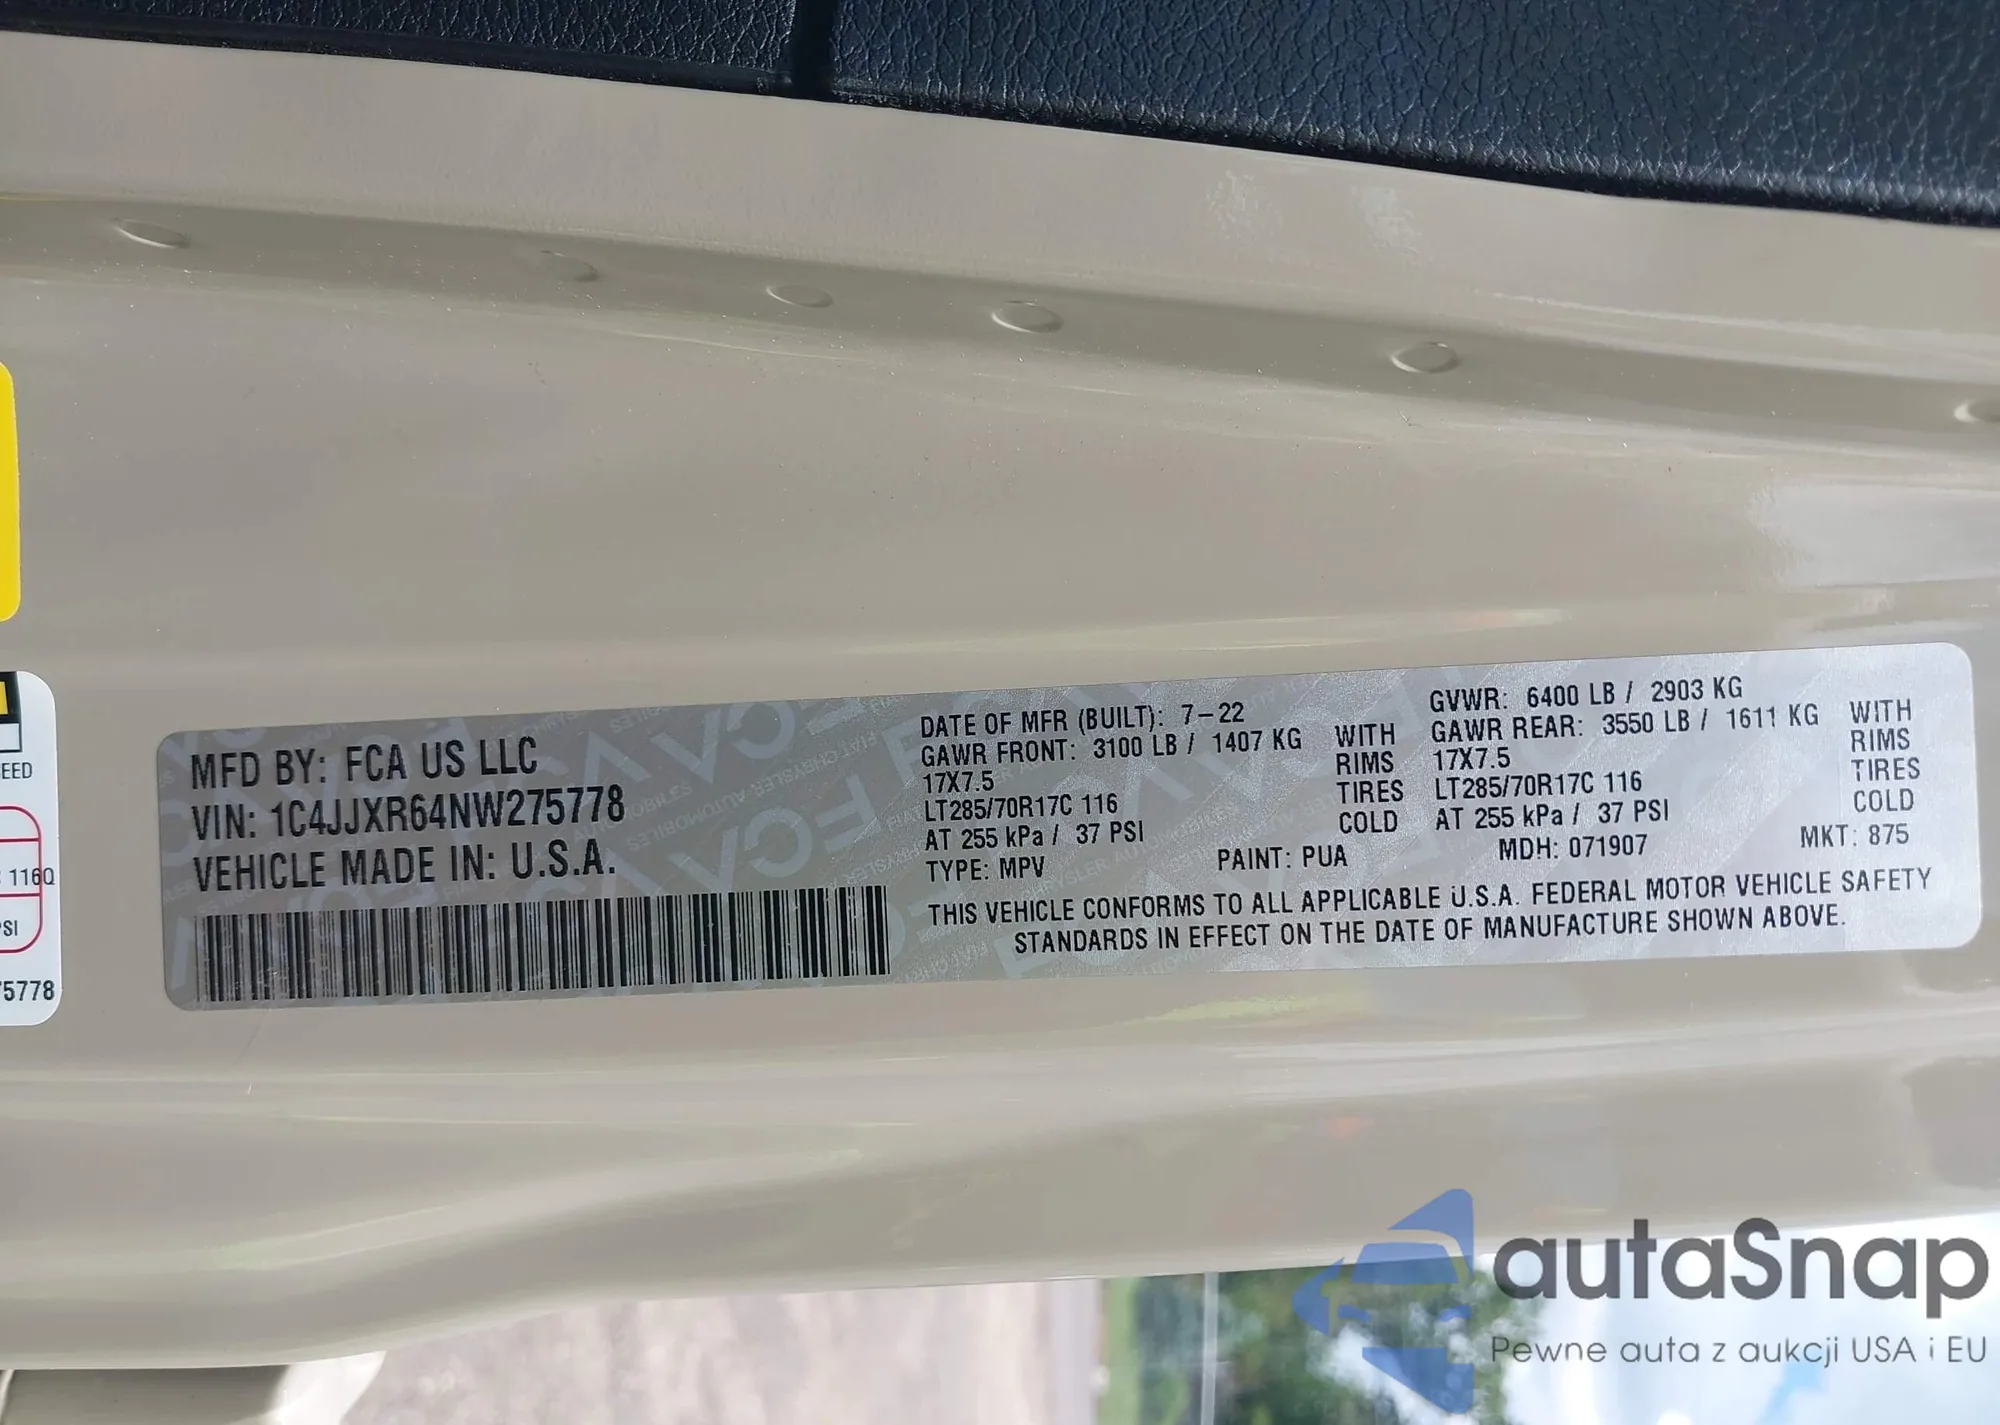 MFD BY: FCA US LLC
VIN: 1C4JJXR64NW275778
VEHICLE MADE IN: U.S.A.
DATE OF MFR (BUILT): 7-22
GAWR FRONT: 3100 LB / 1407 KG
17X7.5
LT285/70R17C 116
AT 255 kPa / 37 PSI
TYPE: MPV
WITH
RIMS
TIRES
COLD
PAINT: PUA
GVWR: 6400 LB / 2903 KG
GAWR REAR: 3550 LB / 1611 KG
17X7.5
LT285/70R17C 116
AT 255 kPa / 37 PSI
MDH: 071907
WITH
RIMS
TIRES
COLD
MKT: 875
THIS VEHICLE CONFORMS TO ALL APPLICABLE U.S.A. FEDERAL MOTOR VEHICLE SAFETY
STANDARDS IN EFFECT ON THE DATE OF MANUFACTURE SHOWN ABOVE.
EED
116Q
SI
75778
autaSnap
Pewne auta z aukcji USA i EU